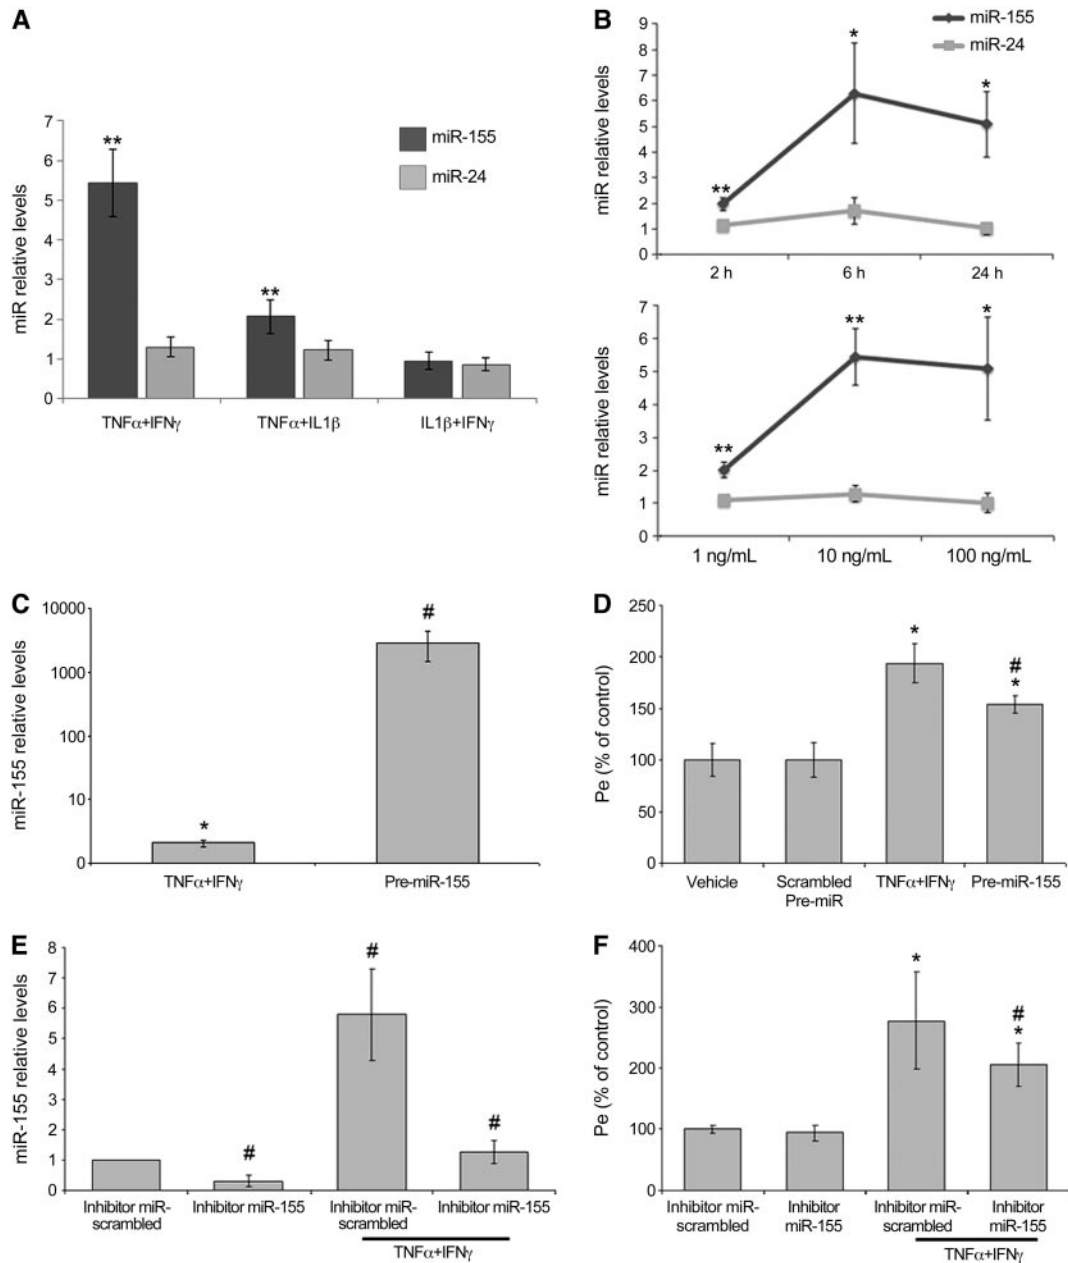 A
miR relative levels
7
6
5
4
3
2
1
0
**
**
miR-155
miR-24
TNFα+IFNγ
TNFα+IL1β
IL1β+IFNγ
B
miR relative levels
9
8
7
6
5
4
3
2
1
0
**
*
*
miR-155
miR-24
2 h
6 h
24 h
miR relative levels
7
6
5
4
3
2
1
0
**
**
*
1 ng/mL
10 ng/mL
100 ng/mL
C
miR-155 relative levels
10000
1000
100
10
0
*
#
TNFα+IFNγ
Pre-miR-155
D
Pe (% of control)
250
200
150
100
50
0
*
#
*
Vehicle
Scrambled
Pre-miR
TNFα+IFNγ
Pre-miR-155
E
miR-155 relative levels
8
7
6
5
4
3
2
1
0
#
#
#
Inhibitor miR-
scrambled
Inhibitor miR-155
Inhibitor miR-
scrambled
Inhibitor miR-155
TNFα+IFNγ
F
Pe (% of control)
400
300
200
100
0
*
#
*
Inhibitor miR-
scrambled
Inhibitor
miR-155
Inhibitor miR-
scrambled
Inhibitor
miR-155
TNFα+IFNγ